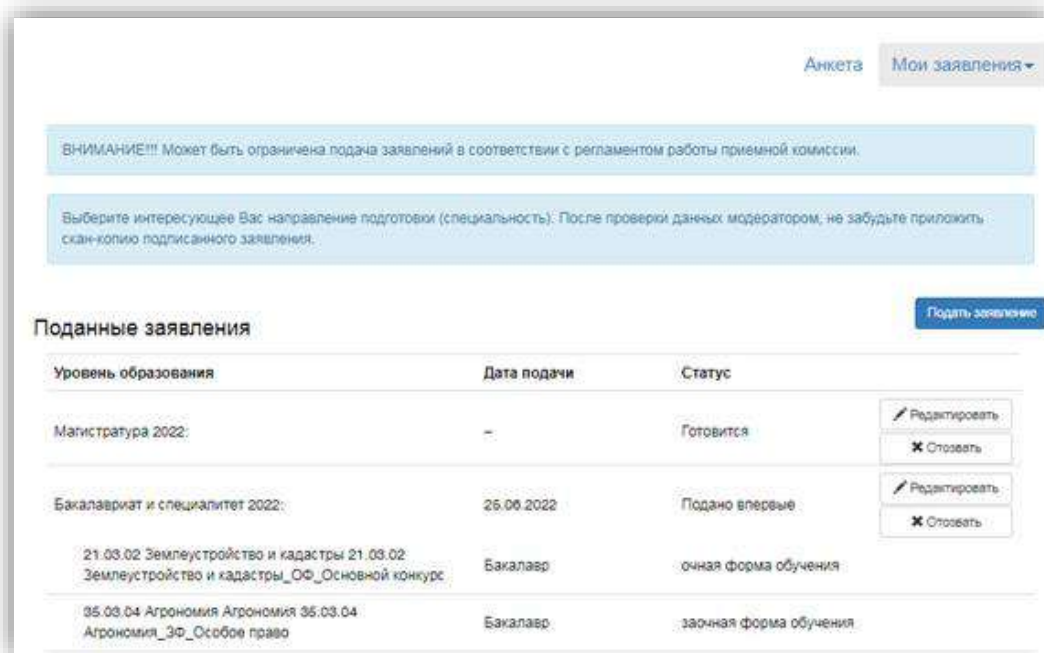 Анкета Мои заявления
ВНИМАНИЕ!!! Может быть ограничена подача заявлений в соответствии с регламентом работы приемной комиссии.
Выберите интересующее Вас направление подготовки (специальность). После проверки данных модератором, не забудьте приложить
скан-копию подписанного заявления.
Подать заявление
Поданные заявления
Уровень образования Дата подачи Статус
Магистратура 2022: – Готовится
Редактировать
Отозвать
Бакалавриат и специалитет 2022: 25.06.2022 Подано впервые
Редактировать
Отозвать
21.03.02 Землеустройство и кадастры 21.03.02
Землеустройство и кадастры_ОФ_Основной конкурс Бакалавр очная форма обучения
35.03.04 Агрономия Агрономия 35.03.04
Агрономия_ЗФ_Особое право Бакалавр заочная форма обучения